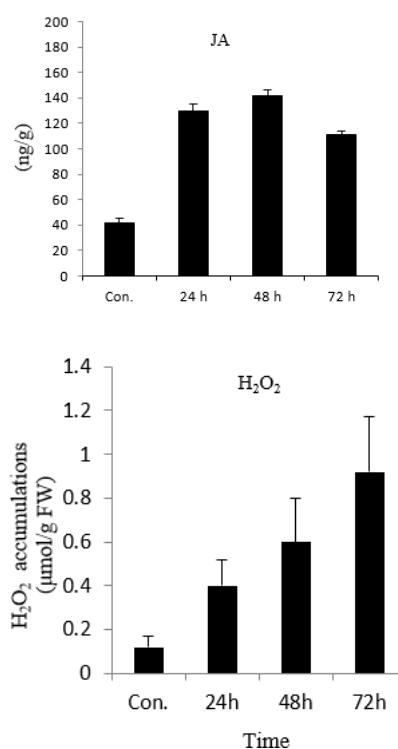 JA
(ng/g)
200
180
160
140
120
100
80
60
40
20
0
Con. 24 h 48 h 72 h
H₂O₂
H₂O₂ accumulations
(μmol/g FW)
1.4
1.2
1
0.8
0.6
0.4
0.2
0
Con. 24h 48h 72h
Time